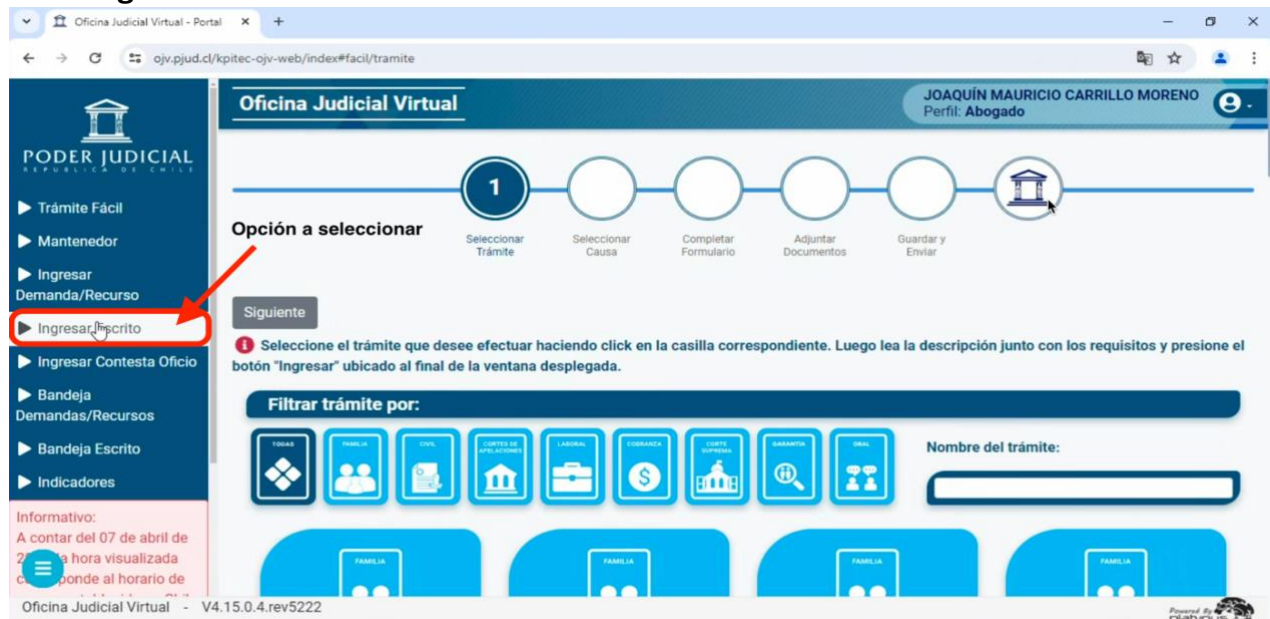 Oficina Judicial Virtual - Portal
ojv.pjud.cl/kpitec-ojv-web/index#facil/tramite
PODER JUDICIAL
REPUBLICA DE CHILE
Oficina Judicial Virtual
JOAQUÍN MAURICIO CARRILLO MORENO
Perfil: Abogado
1
Seleccionar
Trámite
Seleccionar
Causa
Completar
Formulario
Adjuntar
Documentos
Guardar y
Enviar
Opción a seleccionar
Trámite Fácil
Mantenedor
Ingresar
Demanda/Recurso
Ingresar Escrito
Ingresar Contesta Oficio
Bandeja
Demandas/Recursos
Bandeja Escrito
Indicadores
Informativo:
A contar del 07 de abril de
hora visualizada
ponde al horario de
Siguiente
Seleccione el trámite que desee efectuar haciendo click en la casilla correspondiente. Luego lea la descripción junto con los requisitos y presione el
botón "Ingresar" ubicado al final de la ventana desplegada.
Filtrar trámite por:
TODAS
FAMILIA
CIVIL
CORTES DE
APELACIONES
LABORAL
COBRANZA
CORTE
SUPREMA
GARANTIA
ORAL
Nombre del trámite:
FAMILIA
FAMILIA
FAMILIA
FAMILIA
Oficina Judicial Virtual - V4.15.0.4.rev5222
Powered By